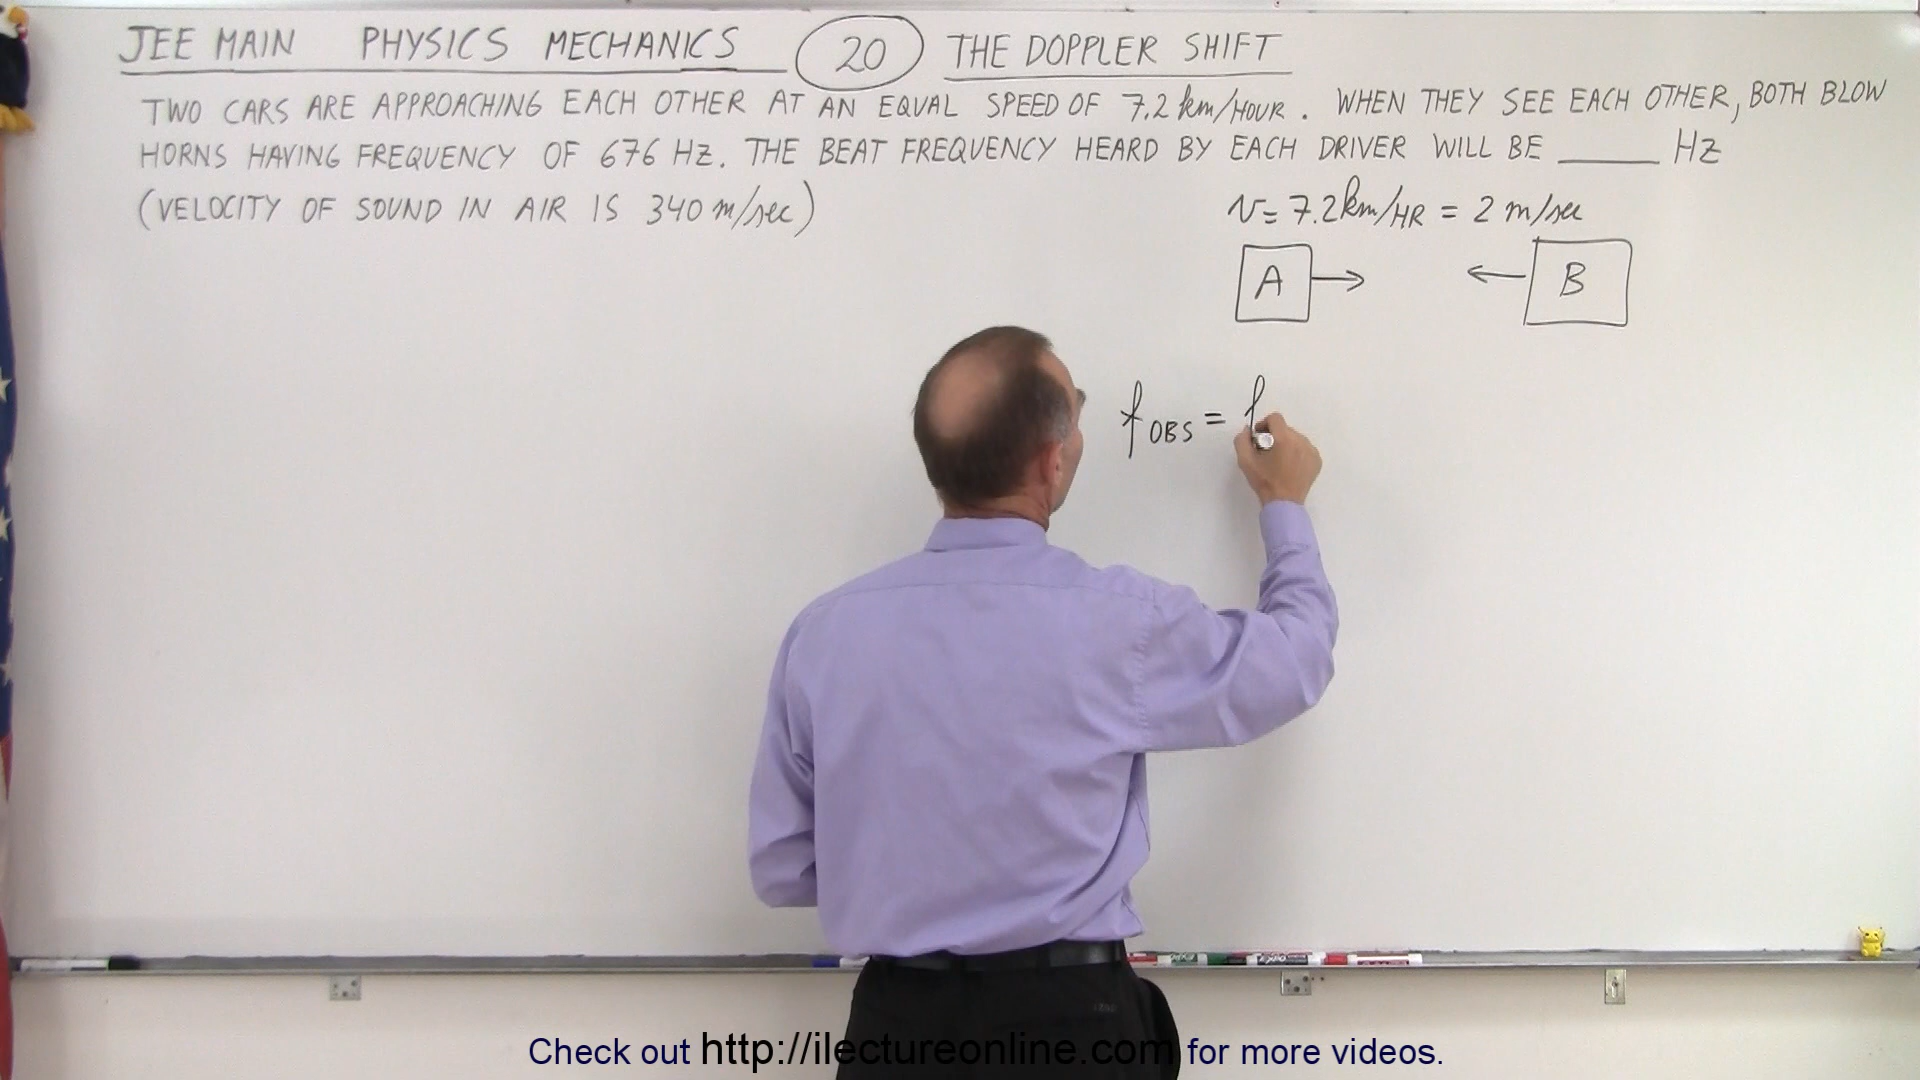 JEE MAIN PHYSICS MECHANICS 20 THE DOPPLER SHIFT
TWO CARS ARE APPROACHING EACH OTHER AT AN EQUAL SPEED OF 7.2 km/HOUR. WHEN THEY SEE EACH OTHER, BOTH BLOW
HORNS HAVING FREQUENCY OF 676 HZ. THE BEAT FREQUENCY HEARD BY EACH DRIVER WILL BE _____ HZ
(VELOCITY OF SOUND IN AIR IS 340 m/sec)
v = 7.2 km/HR = 2 m/sec
A → ← B
f OBS = f
EXPO
Check out http://ilectureonline.com for more videos.